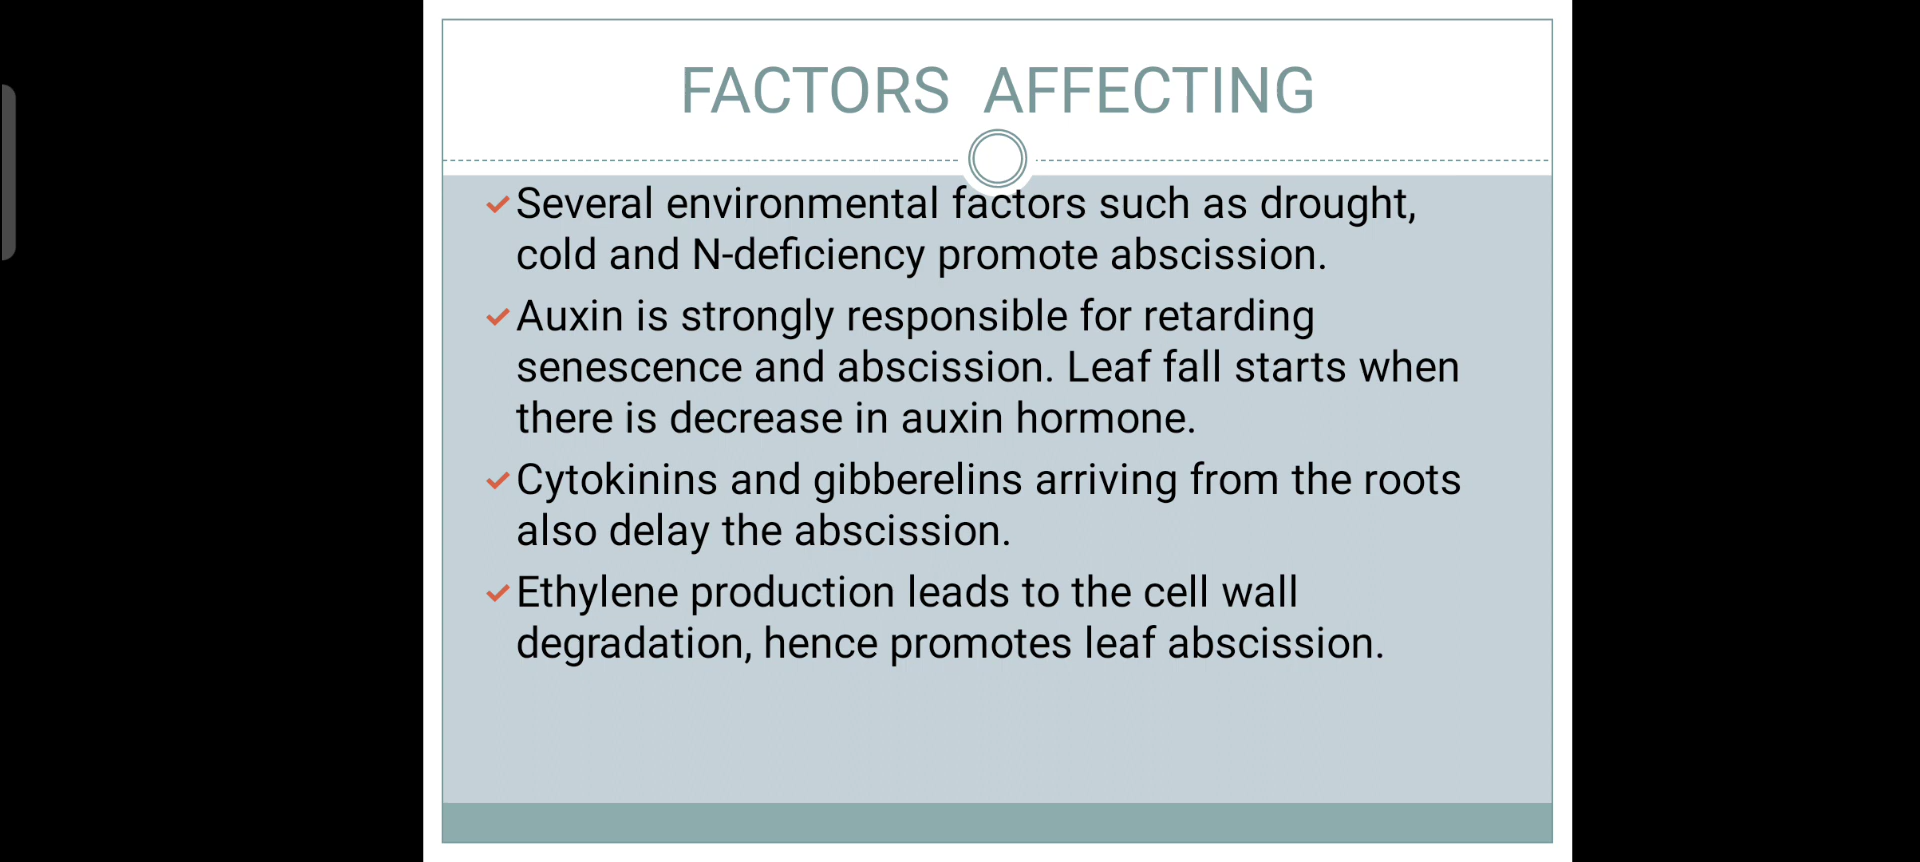 FACTORS AFFECTING
Several environmental factors such as drought,
cold and N-deficiency promote abscission.
Auxin is strongly responsible for retarding
senescence and abscission. Leaf fall starts when
there is decrease in auxin hormone.
Cytokinins and gibberelins arriving from the roots
also delay the abscission.
Ethylene production leads to the cell wall
degradation, hence promotes leaf abscission.